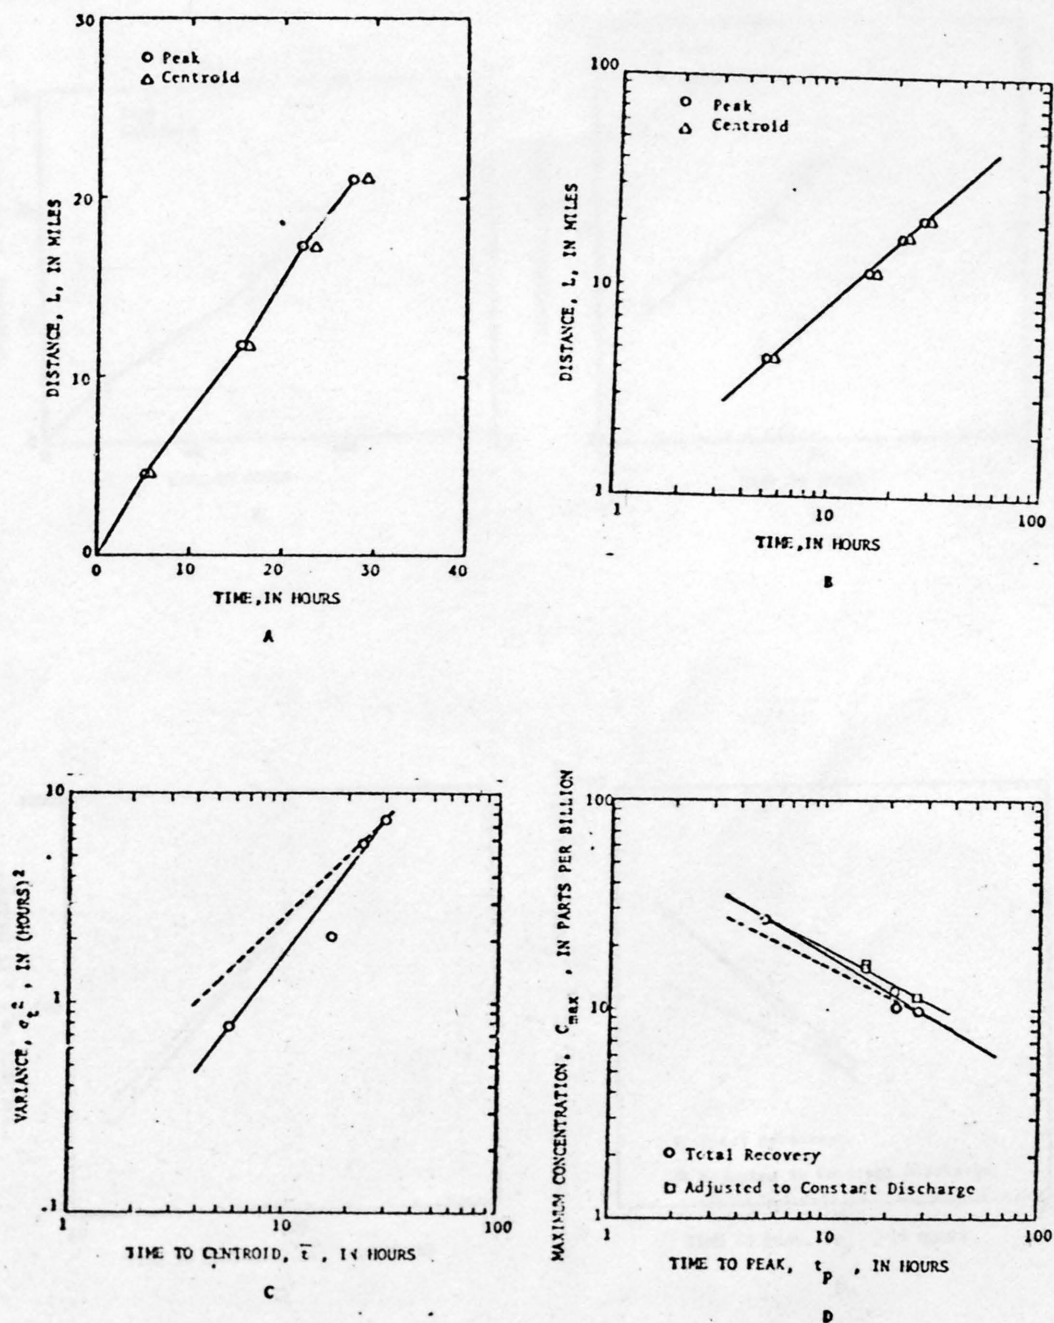 30
20
10
0
○ Peak
△ Centroid
DISTANCE, L, IN MILES
0 10 20 30 40
TIME, IN HOURS
A
100
10
1
○ Peak
△ Centroid
DISTANCE, L, IN MILES
1 10 100
TIME, IN HOURS
B
10
1
.1
VARIANCE, σt², IN (HOURS)²
1 10 100
TIME TO CENTROID, t̄, IN HOURS
C
100
10
1
MAXIMUM CONCENTRATION, Cmax, IN PARTS PER BILLION
○ Total Recovery
□ Adjusted to Constant Discharge
1 10 100
TIME TO PEAK, tp, IN HOURS
D